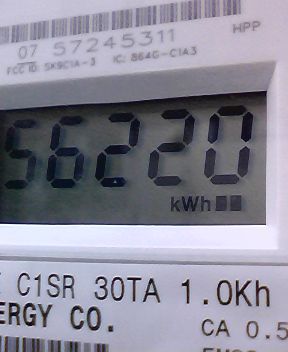 07 57245311
HPP
FCC ID: SK9C1A-3 IC: 864G-C1A3
56220
kWh
C1SR 30TA 1.0Kh
ERGY CO.
CA 0.5